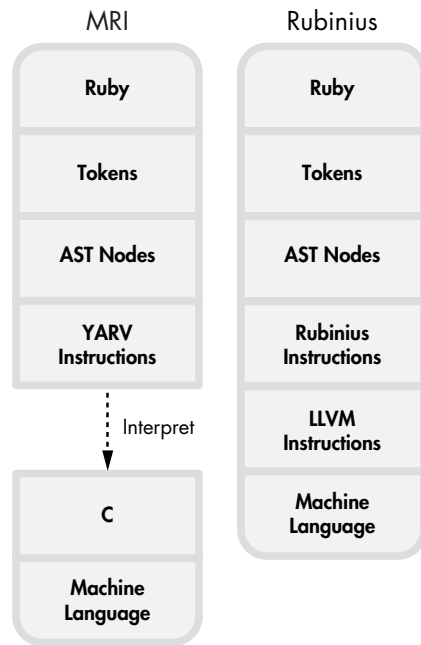 MRI
Ruby
Tokens
AST Nodes
YARV
Instructions
Interpret
C
Machine
Language
Rubinius
Ruby
Tokens
AST Nodes
Rubinius
Instructions
LLVM
Instructions
Machine
Language